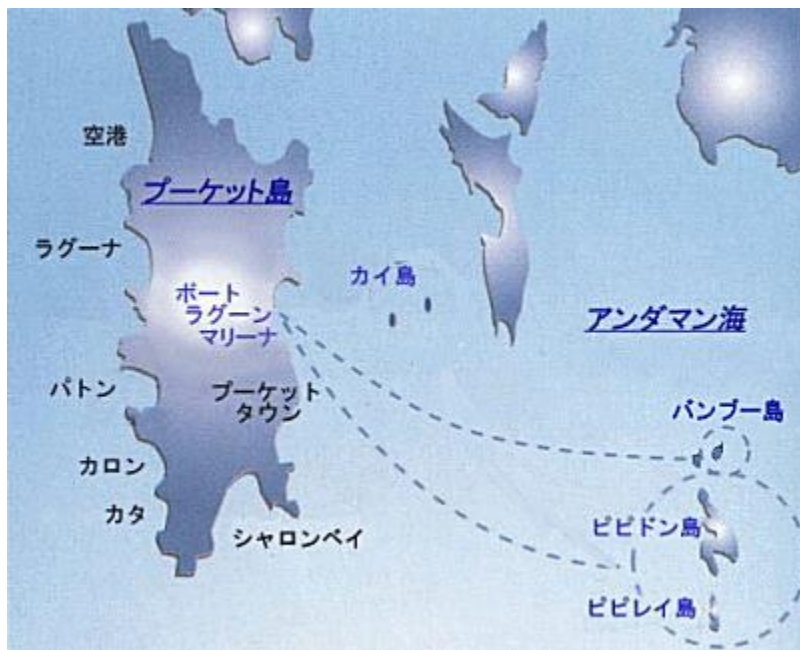 空港
プーケット島
ラグーナ
カイ島
ボート
ラグーン
マリーナ
アンダマン海
パトン
プーケット
タウン
バンブー島
カロン
カタ
シャロンベイ
ピピドン島
ピピレイ島